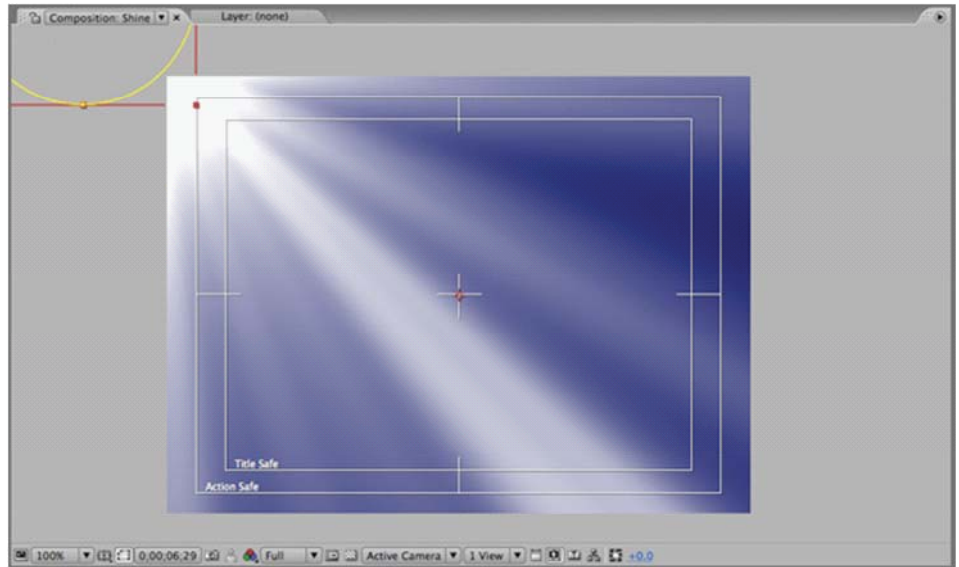 Composition: Shine
Layer: (none)
Title Safe
Action Safe
100%
0;00;06;29
Full
Active Camera
1 View
+0.0